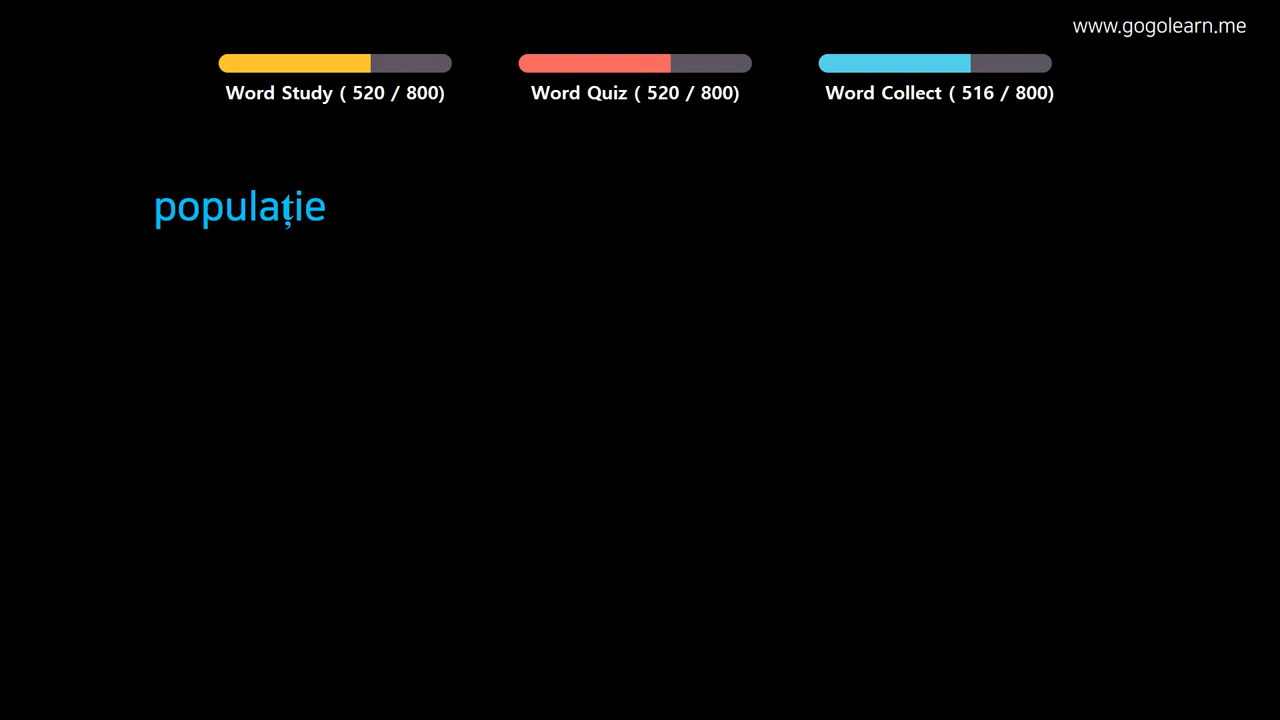 www.gogolearn.me
Word Study ( 520 / 800)
Word Quiz ( 520 / 800)
Word Collect ( 516 / 800)
populație